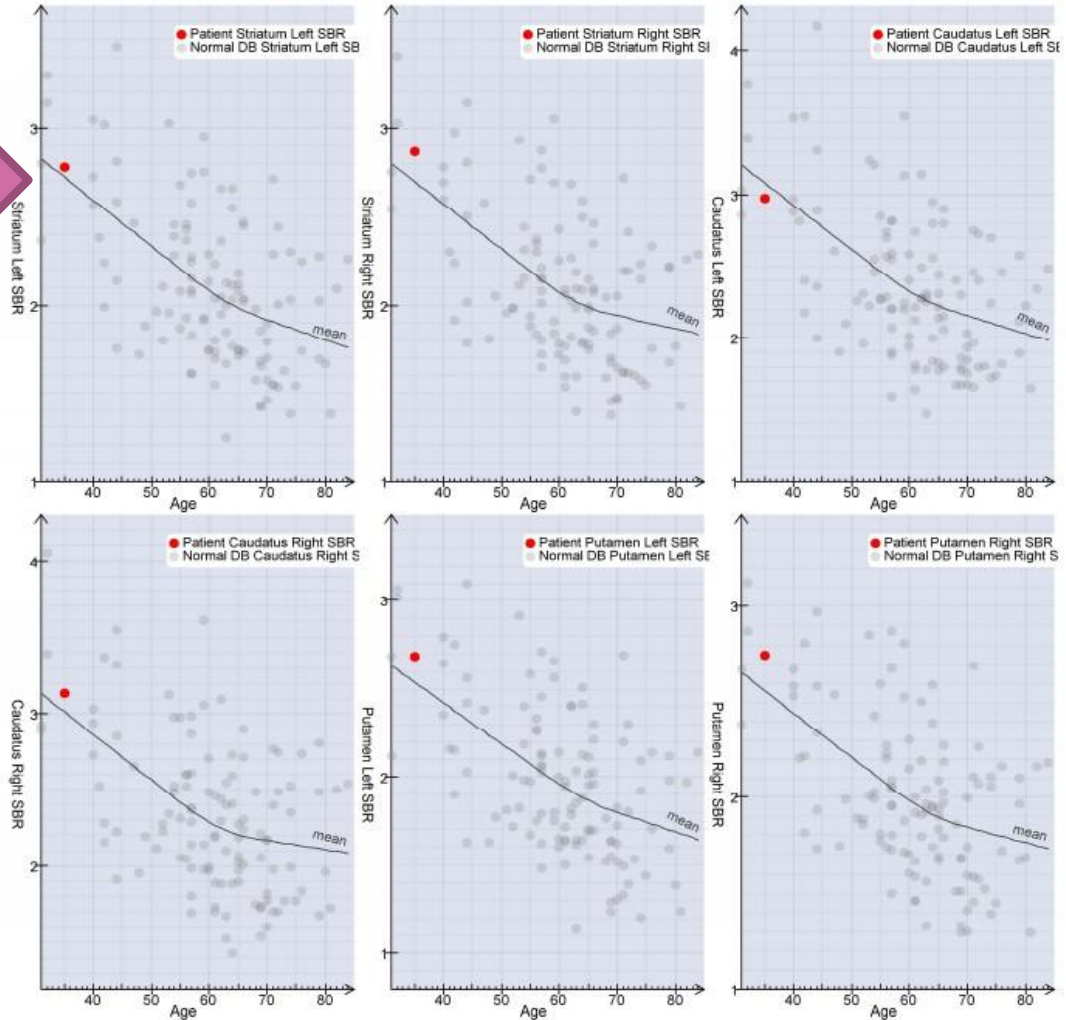 Patient Striatum Left SBR
Normal DB Striatum Left SB
3
2
1
Striatum Left SBR
mean
40 50 60 70 80
Age
Patient Striatum Right SBR
Normal DB Striatum Right SI
3
2
1
Striatum Right SBR
mean
40 50 60 70 80
Age
Patient Caudatus Left SBR
Normal DB Caudatus Left SE
4
3
2
1
Caudatus Left SBR
mean
40 50 60 70 80
Age
Patient Caudatus Right SBR
Normal DB Caudatus Right S
4
3
2
Caudatus Right SBR
mean
40 50 60 70 80
Age
Patient Putamen Left SBR
Normal DB Putamen Left SB
3
2
1
Putamen Left SBR
mean
40 50 60 70 80
Age
Patient Putamen Right SBR
Normal DB Putamen Right S
3
2
1
Putamen Right SBR
mean
40 50 60 70 80
Age